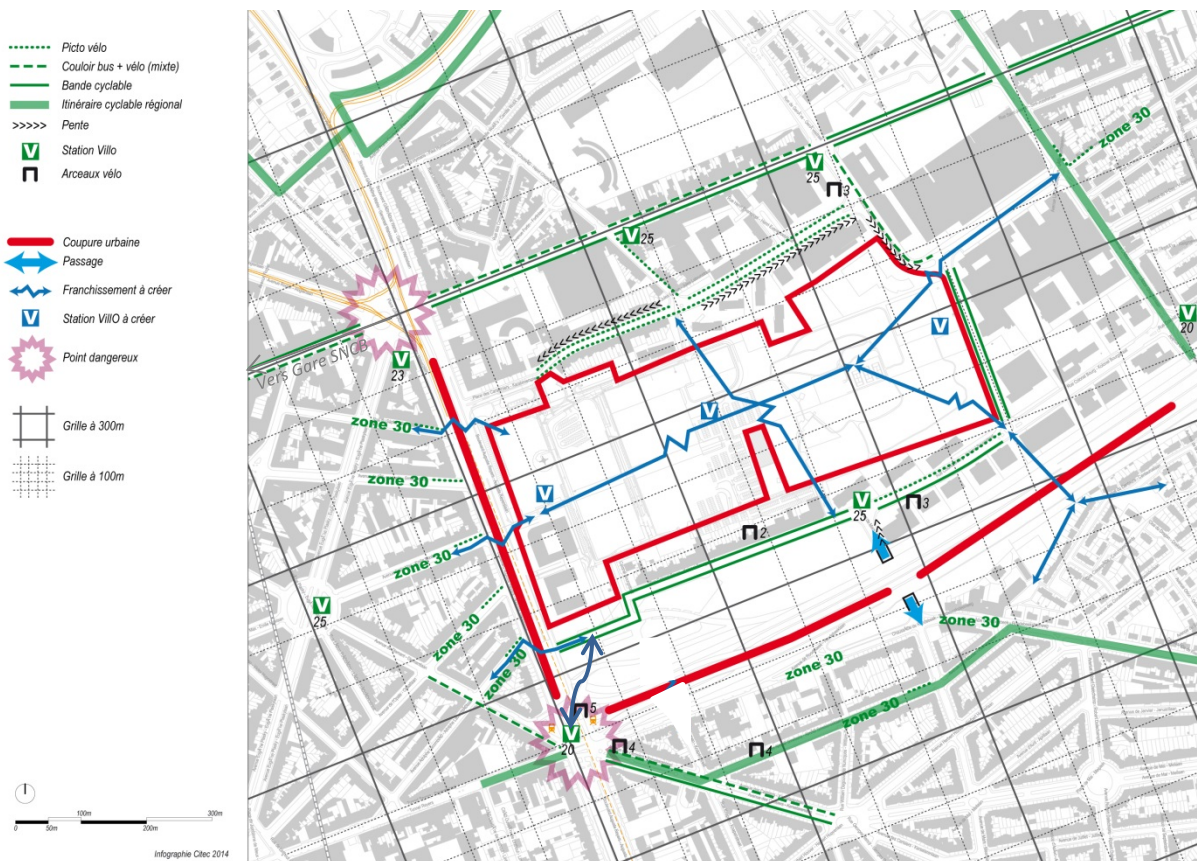 Picto vélo
Couloir bus + vélo (mixte)
Bande cyclable
Itinéraire cyclable régional
>>>>> Pente
V Station Villo
Arceaux vélo
Coupure urbaine
Passage
Franchissement à créer
V Station VillO à créer
Point dangereux
Grille à 300m
Grille à 100m
0 50m 100m 200m 300m
Infographie Citec 2014
zone 30
V
25
3
V
25
V
V
20
Vers Gare SNCB
V
23
zone 30
V
zone 30
V
V
25
3
2
zone 30
V
25
zone 30
zone 30
zone 30
zone 30
zone 30
5
V
20
4
4